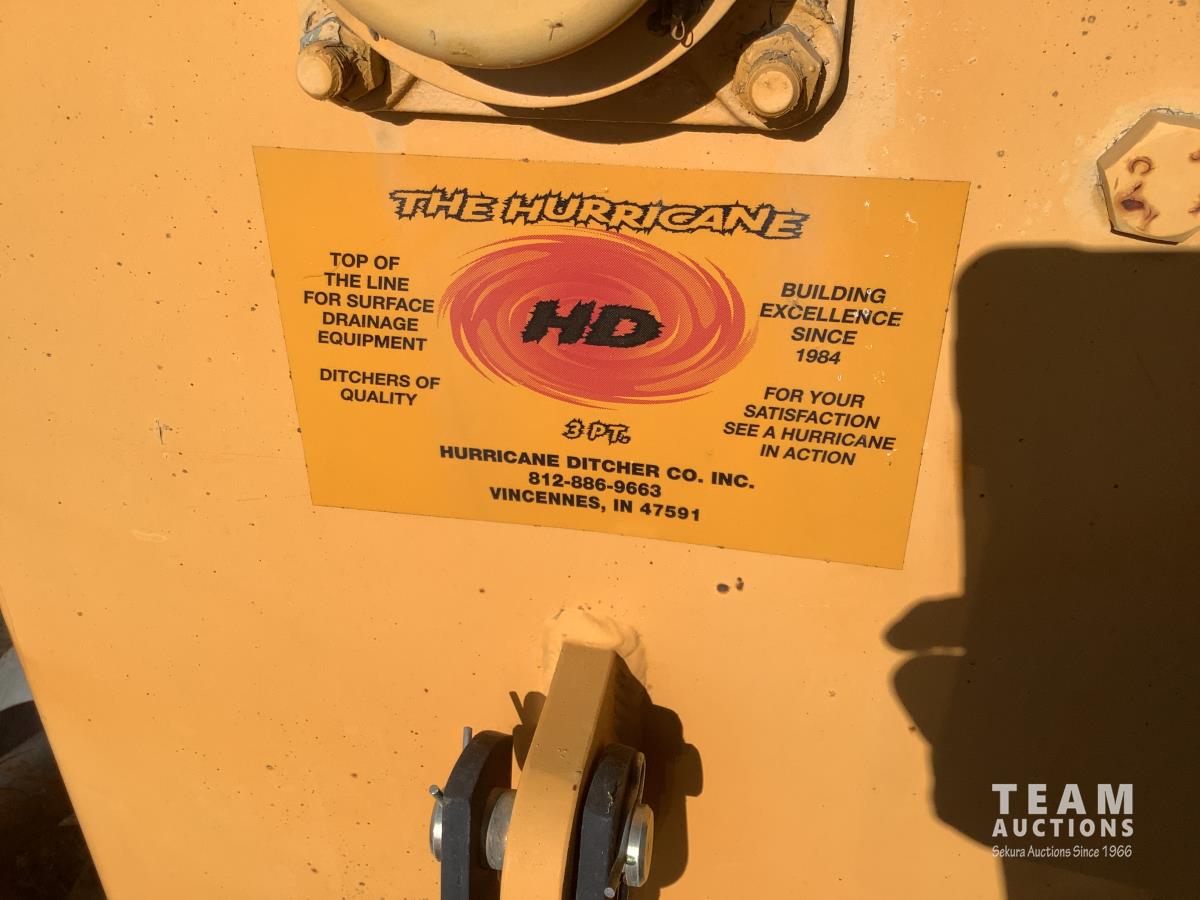 THE HURRICANE
TOP OF
THE LINE
FOR SURFACE
DRAINAGE
EQUIPMENT
DITCHERS OF
QUALITY
HD
BUILDING
EXCELLENCE
SINCE
1984
FOR YOUR
SATISFACTION
SEE A HURRICANE
IN ACTION
3 PT.
HURRICANE DITCHER CO. INC.
812-886-9663
VINCENNES, IN 47591
TEAM
AUCTIONS
Sekura Auctions Since 1966